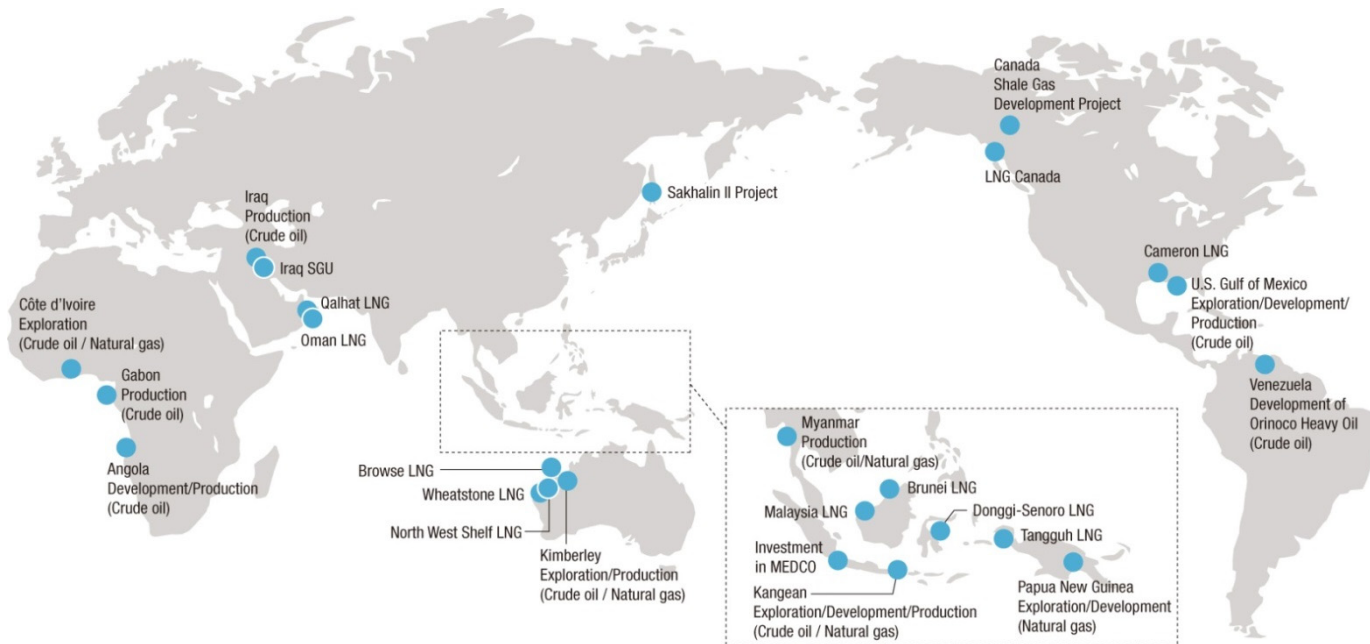 Canada
Shale Gas
Development Project
LNG Canada
Sakhalin II Project
Iraq
Production
(Crude oil)
Iraq SGU
Cameron LNG
U.S. Gulf of Mexico
Exploration/Development/
Production
(Crude oil)
Qalhat LNG
Oman LNG
Côte d'Ivoire
Exploration
(Crude oil / Natural gas)
Gabon
Production
(Crude oil)
Angola
Development/Production
(Crude oil)
Venezuela
Development of
Orinoco Heavy Oil
(Crude oil)
Browse LNG
Wheatstone LNG
North West Shelf LNG
Kimberley
Exploration/Production
(Crude oil / Natural gas)
Myanmar
Production
(Crude oil/Natural gas)
Brunei LNG
Malaysia LNG
Donggi-Senoro LNG
Tangguh LNG
Investment
in MEDCO
Kangean
Exploration/Development/Production
(Crude oil / Natural gas)
Papua New Guinea
Exploration/Development
(Natural gas)